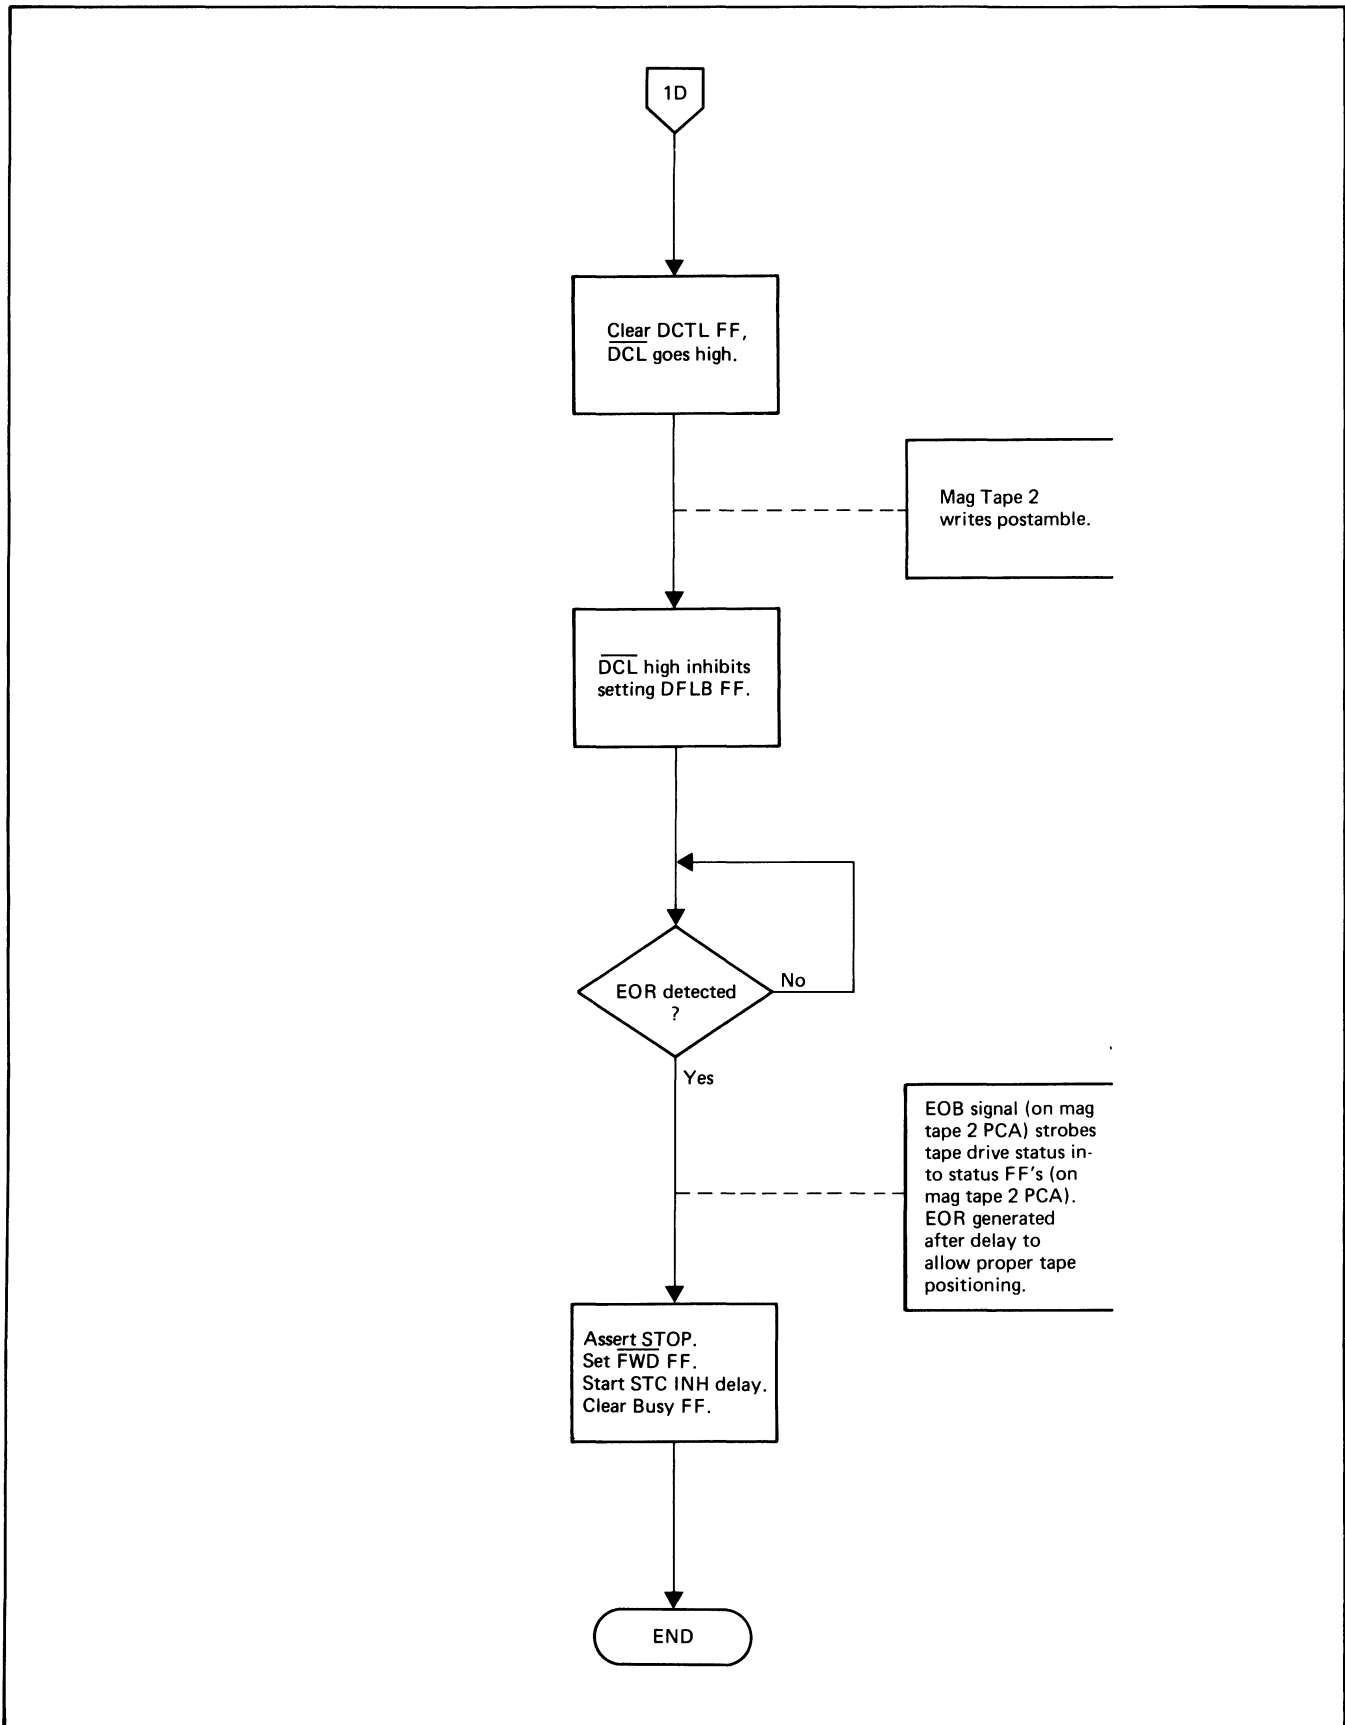 1D
Clear DCTL FF,
DCL goes high.
Mag Tape 2
writes postamble.
DCL high inhibits
setting DFLB FF.
EOR detected
?
No
Yes
EOB signal (on mag
tape 2 PCA) strobes
tape drive status in-
to status FF's (on
mag tape 2 PCA).
EOR generated
after delay to
allow proper tape
positioning.
Assert STOP.
Set FWD FF.
Start STC INH delay.
Clear Busy FF.
END